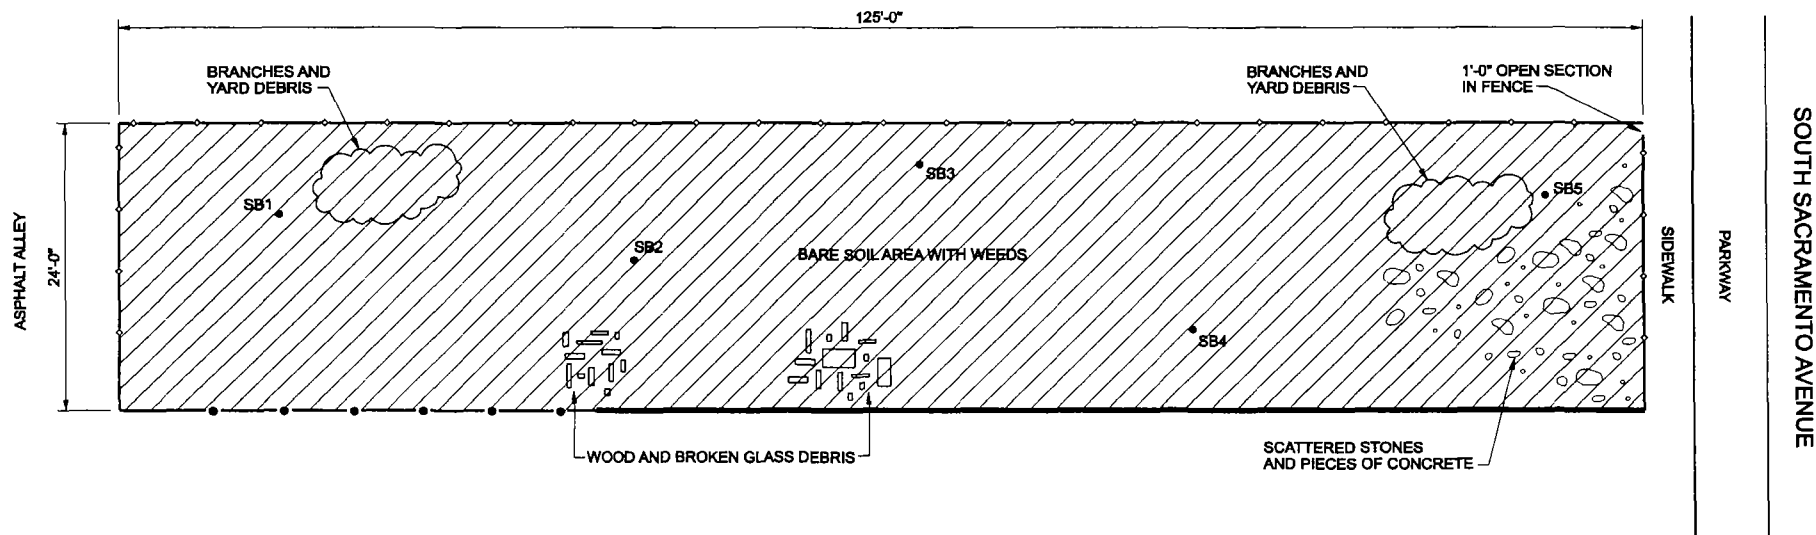 125'-0"
BRANCHES AND
YARD DEBRIS
BRANCHES AND
YARD DEBRIS
1'-0" OPEN SECTION
IN FENCE
SB3
SB5
SB1
SB2
BARE SOIL AREA WITH WEEDS
SB4
ASPHALT ALLEY
24'-0"
SIDEWALK
PARKWAY
SOUTH SACRAMENTO AVENUE
WOOD AND BROKEN GLASS DEBRIS
SCATTERED STONES
AND PIECES OF CONCRETE